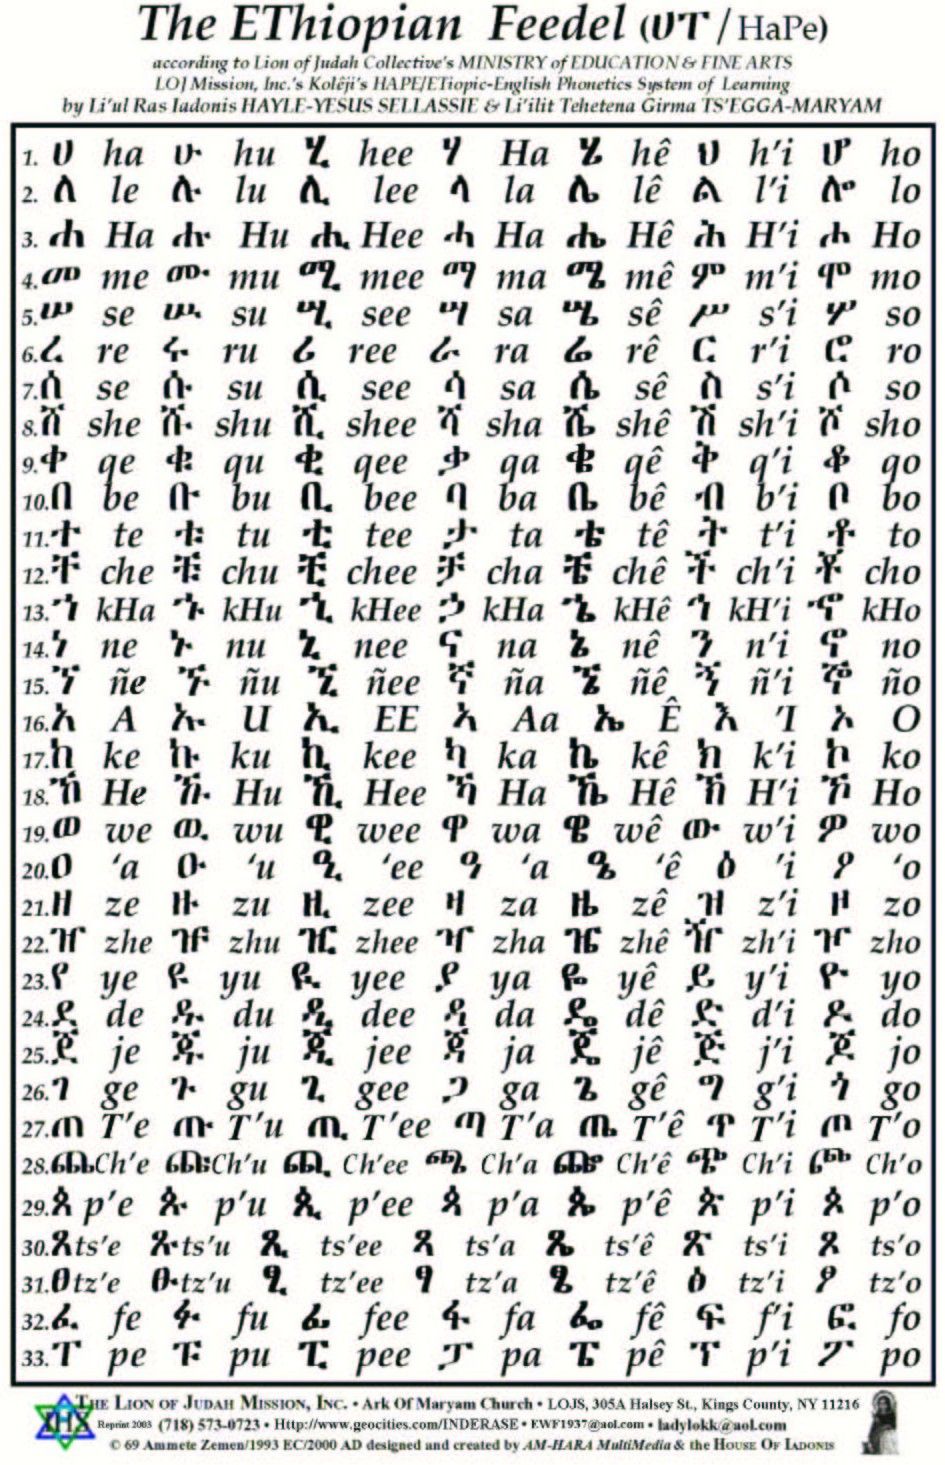 The EThiopian Feedel (ሀፐ / HaPe)
according to Lion of Judah Collective's MINISTRY of EDUCATION & FINE ARTS
LOJ Mission, Inc.'s Kolêji's HAPE/ETiopic-English Phonetics System of Learning
by Li'ul Ras Iadonis HAYLE-YESUS SELLASSIE & Li'ilit Tehetena Girma TS'EGGA-MARYAM
1. ሀ ha ሁ hu ሂ hee ሃ Ha ሄ hê ህ h'i ሆ ho
2. ለ le ሉ lu ሊ lee ላ la ሌ lê ል l'i ሎ lo
3. ሐ Ha ሑ Hu ሒ Hee ሓ Ha ሔ Hê ሕ H'i ሖ Ho
4. መ me ሙ mu ሚ mee ማ ma ሜ mê ም m'i ሞ mo
5. ሠ se ሡ su ሢ see ሣ sa ሤ sê ሥ s'i ሦ so
6. ረ re ሩ ru ሪ ree ራ ra ሬ rê ር r'i ሮ ro
7. ሰ se ሱ su ሲ see ሳ sa ሴ sê ስ s'i ሶ so
8. ሸ she ሹ shu ሺ shee ሻ sha ሼ shê ሽ sh'i ሾ sho
9. ቀ qe ቁ qu ቂ qee ቃ qa ቄ qê ቅ q'i ቆ qo
10. በ be ቡ bu ቢ bee ባ ba ቤ bê ብ b'i ቦ bo
11. ተ te ቱ tu ቲ tee ታ ta ቴ tê ት t'i ቶ to
12. ቸ che ቹ chu ቺ chee ቻ cha ቼ chê ች ch'i ቾ cho
13. ኀ kHa ኁ kHu ኂ kHee ኃ kHa ኄ kHê ኅ kH'i ኆ kHo
14. ነ ne ኑ nu ኒ nee ና na ኔ nê ን n'i ኖ no
15. ኘ ñe ኙ ñu ኚ ñee ኛ ña ኜ ñê ኝ ñ'i ኞ ño
16. አ A ኡ U ኢ EE ኣ Aa ኤ Ê እ 'I ኦ O
17. ከ ke ኩ ku ኪ kee ካ ka ኬ kê ክ k'i ኮ ko
18. ኸ He ኹ Hu ኺ Hee ኻ Ha ኼ Hê ኽ H'i ኾ Ho
19. ወ we ዉ wu ዊ wee ዋ wa ዌ wê ው w'i ዎ wo
20. ዐ 'a ዑ 'u ዒ 'ee ዓ 'a ዔ 'ê ዕ 'i ዖ 'o
21. ዘ ze ዙ zu ዚ zee ዛ za ዜ zê ዝ z'i ዞ zo
22. ዠ zhe ዡ zhu ዢ zhee ዣ zha ዤ zhê ዥ zh'i ዦ zho
23. የ ye ዩ yu ዪ yee ያ ya ዬ yê ይ y'i ዮ yo
24. ደ de ዱ du ዲ dee ዳ da ዴ dê ድ d'i ዶ do
25. ጀ je ጁ ju ጂ jee ጃ ja ጄ jê ጅ j'i ጆ jo
26. ገ ge ጉ gu ጊ gee ጋ ga ጌ gê ግ g'i ጎ go
27. ጠ T'e ጡ T'u ጢ T'ee ጣ T'a ጤ T'ê ጥ T'i ጦ T'o
28. ጨ Ch'e ጩ Ch'u ጪ Ch'ee ጫ Ch'a ጬ Ch'ê ጭ Ch'i ጮ Ch'o
29. ጰ p'e ጱ p'u ጲ p'ee ጳ p'a ጴ p'ê ጵ p'i ጶ p'o
30. ጸ ts'e ጹ ts'u ጺ ts'ee ጻ ts'a ጼ ts'ê ጽ ts'i ጾ ts'o
31. ፀ tz'e ፁ tz'u ፂ tz'ee ፃ tz'a ፄ tz'ê ፅ tz'i ፆ tz'o
32. ፈ fe ፉ fu ፊ fee ፋ fa ፌ fê ፍ f'i ፎ fo
33. ፐ pe ፑ pu ፒ pee ፓ pa ፔ pê ፕ p'i ፖ po
THE LION OF JUDAH MISSION, INC. • Ark Of Maryam Church • LOJS, 305A Halsey St., Kings County, NY 11216
Reprint 2003 (718) 573-0723 • Http://www.geocities.com/INDERASE • EWF1937@aol.com • ladylokk@aol.com
© 69 Ammete Zemen/1993 EC/2000 AD designed and created by AM-HARA MultiMedia & the HOUSE OF IADONIS